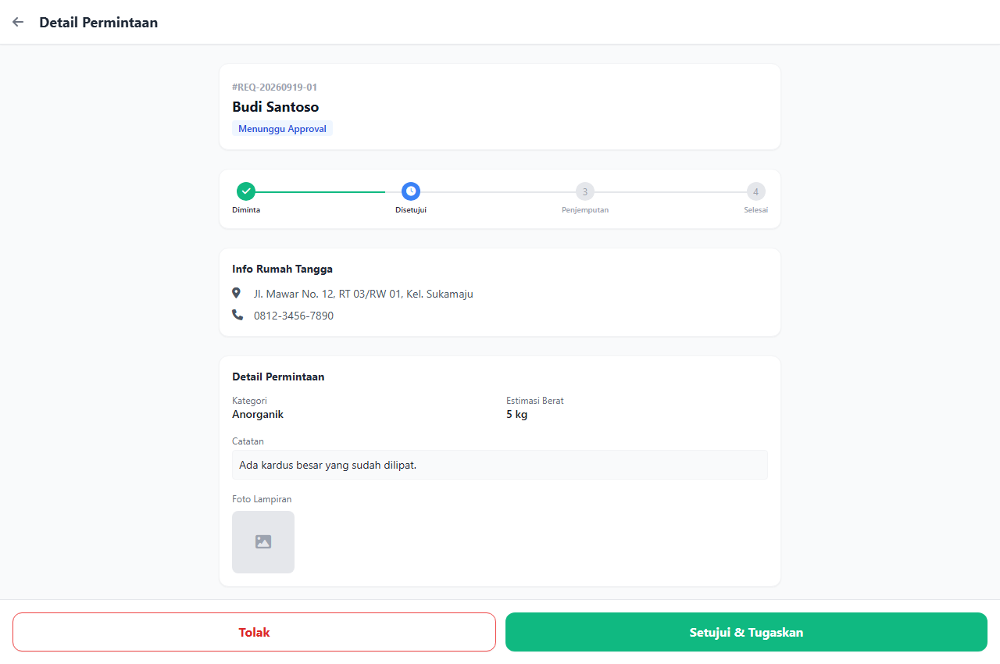 Detail Permintaan
#REQ-20260919-01
Budi Santoso
Menunggu Approval
3
4
Diminta
Disetujui
Penjemputan
Selesai
Info Rumah Tangga
Jl. Mawar No. 12, RT 03/RW 01, Kel. Sukamaju
0812-3456-7890
Detail Permintaan
Kategori
Estimasi Berat
Anorganik
5 kg
Catatan
Ada kardus besar yang sudah dilipat.
Foto Lampiran
Tolak
Setujui & Tugaskan